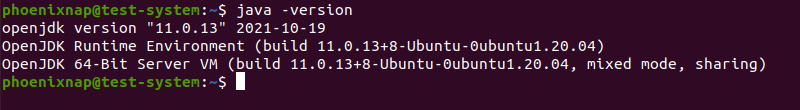 phoenixnap@test-system:~$ java -version
openjdk version "11.0.13" 2021-10-19
OpenJDK Runtime Environment (build 11.0.13+8-Ubuntu-0ubuntu1.20.04)
OpenJDK 64-Bit Server VM (build 11.0.13+8-Ubuntu-0ubuntu1.20.04, mixed mode, sharing)
phoenixnap@test-system:~$